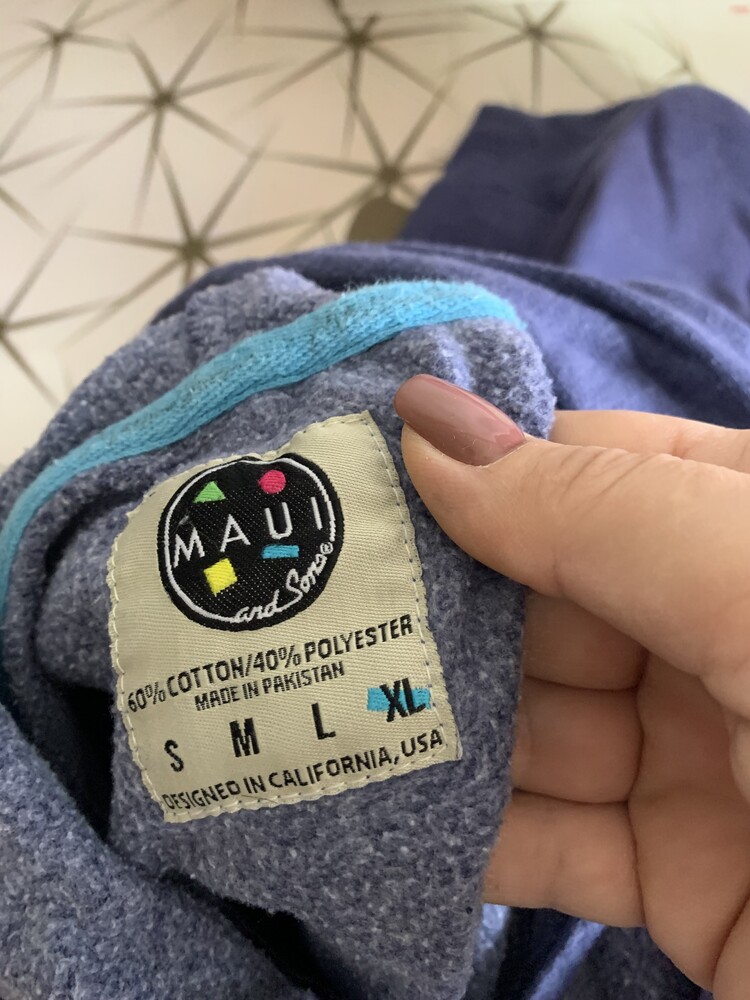 MAUI
and Sons®
60% COTTON/40% POLYESTER
MADE IN PAKISTAN
S M L XL
DESIGNED IN CALIFORNIA, USA